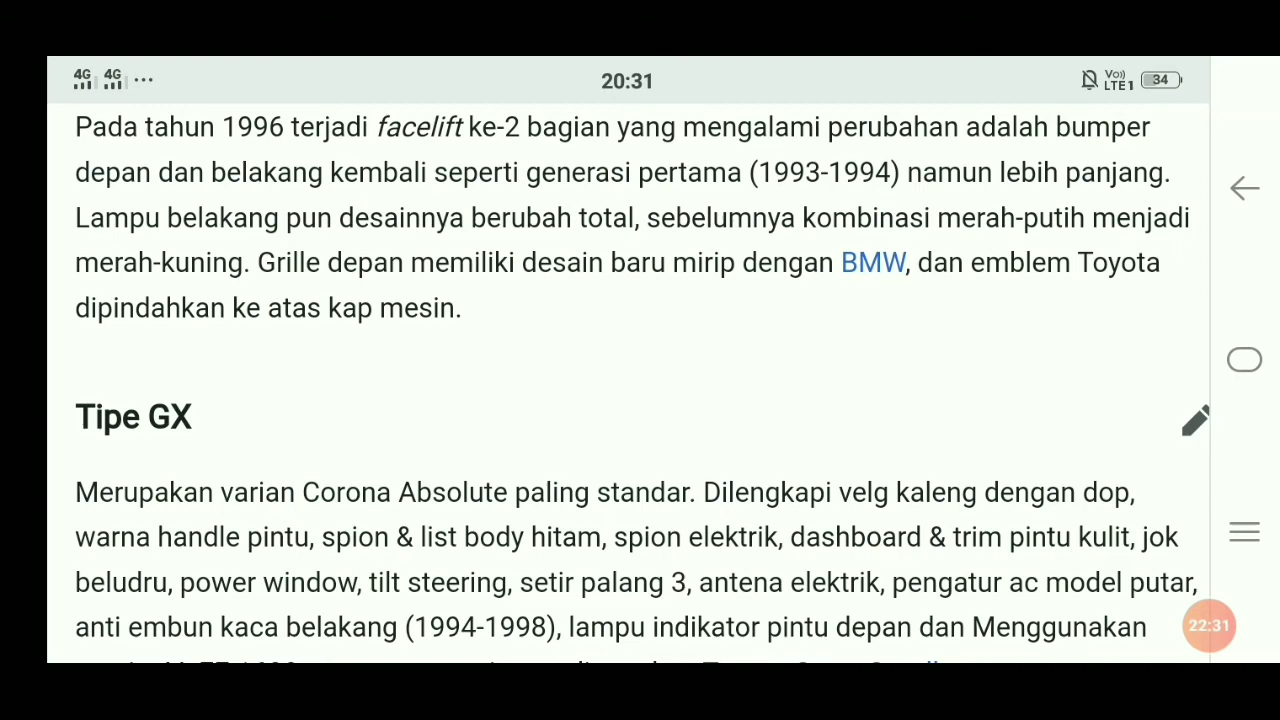 4G 4G ... 20:31 Vo)) LTE1 34
Pada tahun 1996 terjadi facelift ke-2 bagian yang mengalami perubahan adalah bumper
depan dan belakang kembali seperti generasi pertama (1993-1994) namun lebih panjang.
Lampu belakang pun desainnya berubah total, sebelumnya kombinasi merah-putih menjadi
merah-kuning. Grille depan memiliki desain baru mirip dengan BMW, dan emblem Toyota
dipindahkan ke atas kap mesin.
Tipe GX
Merupakan varian Corona Absolute paling standar. Dilengkapi velg kaleng dengan dop,
warna handle pintu, spion & list body hitam, spion elektrik, dashboard & trim pintu kulit, jok
beludru, power window, tilt steering, setir palang 3, antena elektrik, pengatur ac model putar,
anti embun kaca belakang (1994-1998), lampu indikator pintu depan dan Menggunakan
22:31